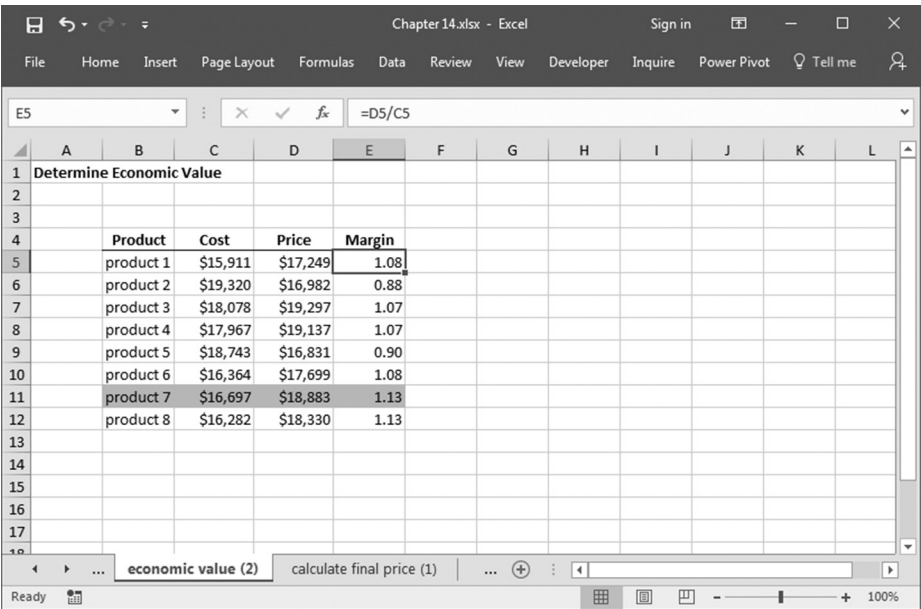 Chapter 14.xlsx - Excel Sign in
File Home Insert Page Layout Formulas Data Review View Developer Inquire Power Pivot Tell me
E5 fx =D5/C5
A B C D E F G H I J K L
1 Determine Economic Value
2
3
4 Product Cost Price Margin
5 product 1 $15,911 $17,249 1.08
6 product 2 $19,320 $16,982 0.88
7 product 3 $18,078 $19,297 1.07
8 product 4 $17,967 $19,137 1.07
9 product 5 $18,743 $16,831 0.90
10 product 6 $16,364 $17,699 1.08
11 product 7 $16,697 $18,883 1.13
12 product 8 $16,282 $18,330 1.13
13
14
15
16
17
18
... economic value (2) calculate final price (1) ...
Ready 100%